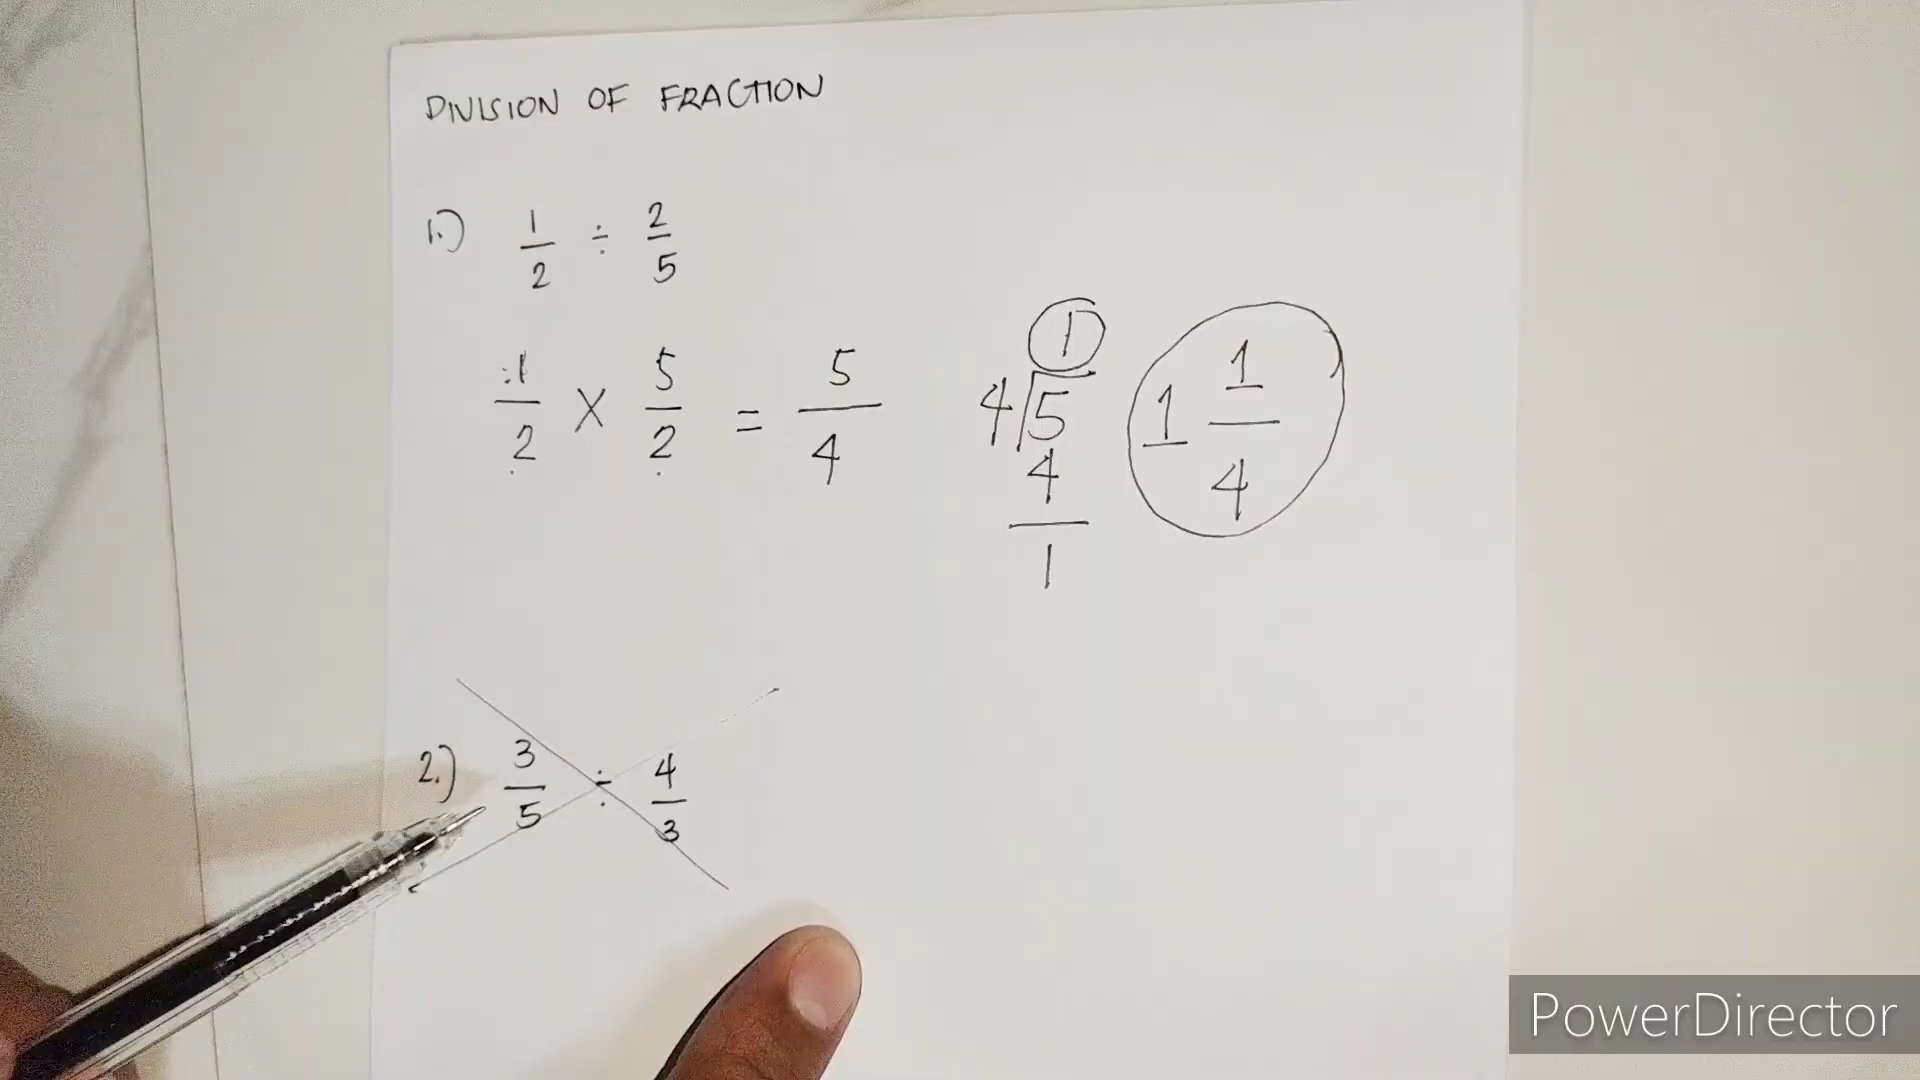 DIVISION OF FRACTION
1.) 1/2 ÷ 2/5
1/2 X 5/2 = 5/4
1
4 5
4
1
1 1/4
2.) 3/5 ÷ 4/3
PowerDirector